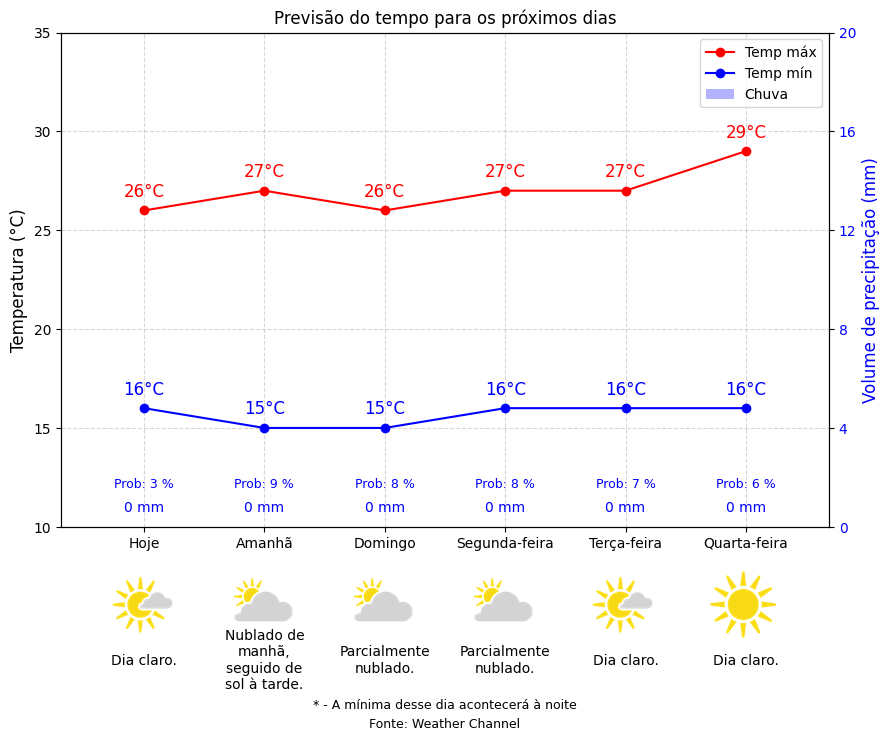 Previsão do tempo para os próximos dias
35
30
25
20
15
10
Temperatura (°C)
20
16
12
8
4
0
Volume de precipitação (mm)
Temp máx
Temp mín
Chuva
26°C 27°C 26°C 27°C 27°C 29°C
16°C 15°C 15°C 16°C 16°C 16°C
Prob: 3 % Prob: 9 % Prob: 8 % Prob: 8 % Prob: 7 % Prob: 6 %
0 mm 0 mm 0 mm 0 mm 0 mm 0 mm
Hoje Amanhã Domingo Segunda-feira Terça-feira Quarta-feira
Dia claro.
Nublado de
manhã,
seguido de
sol à tarde.
Parcialmente
nublado.
Parcialmente
nublado.
Dia claro.
Dia claro.
* - A mínima desse dia acontecerá à noite
Fonte: Weather Channel